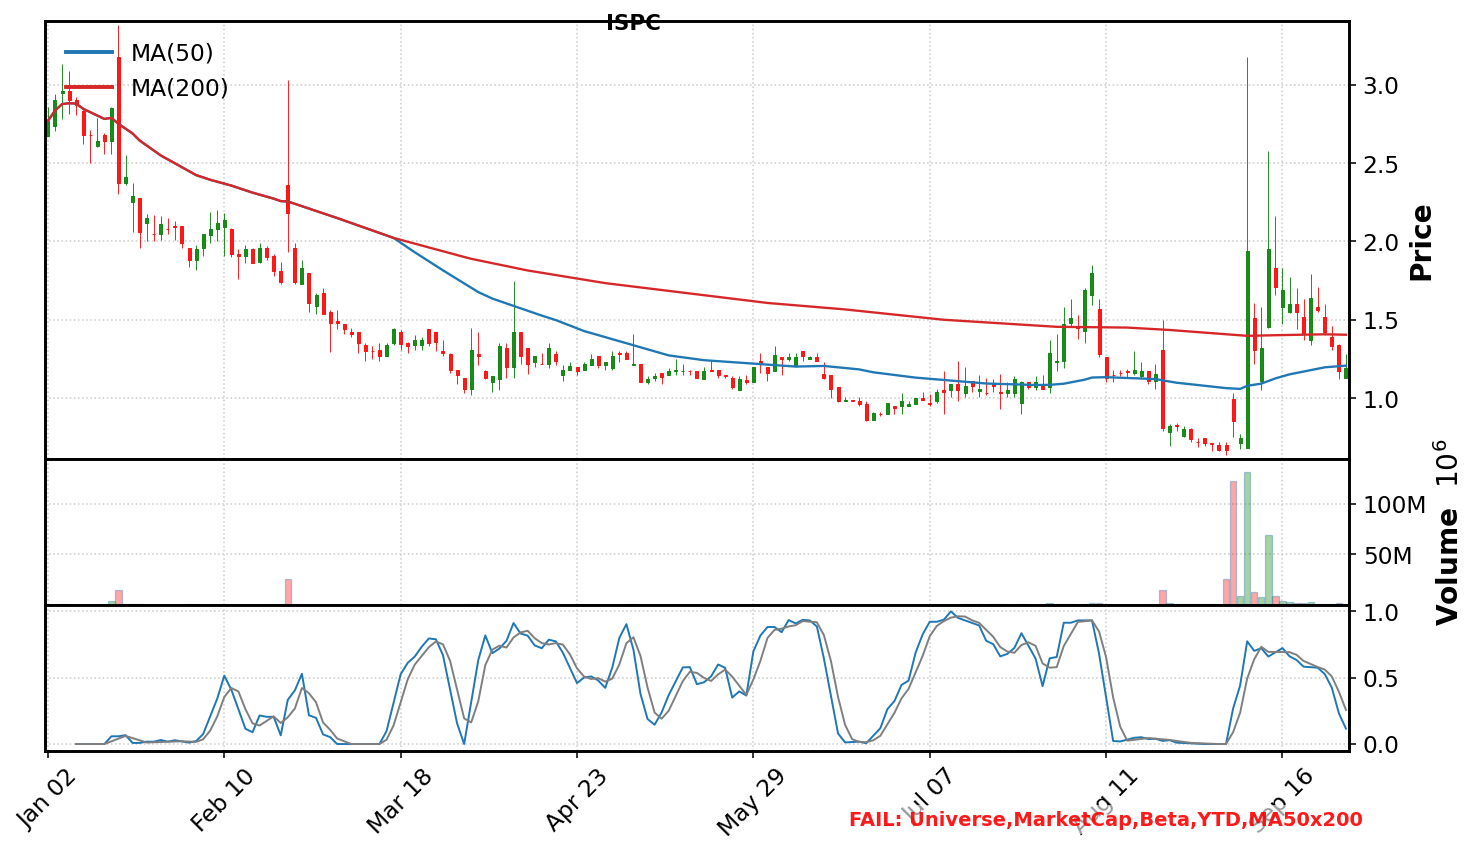 ISPC
MA(50)
MA(200)
3.0
2.5
2.0
1.5
1.0
Price
100M
50M
Volume 10^6
1.0
0.5
0.0
Jan 02
Feb 10
Mar 18
Apr 23
May 29
Jul 07
Aug 11
Sep 16
FAIL: Universe,MarketCap,Beta,YTD,MA50x200